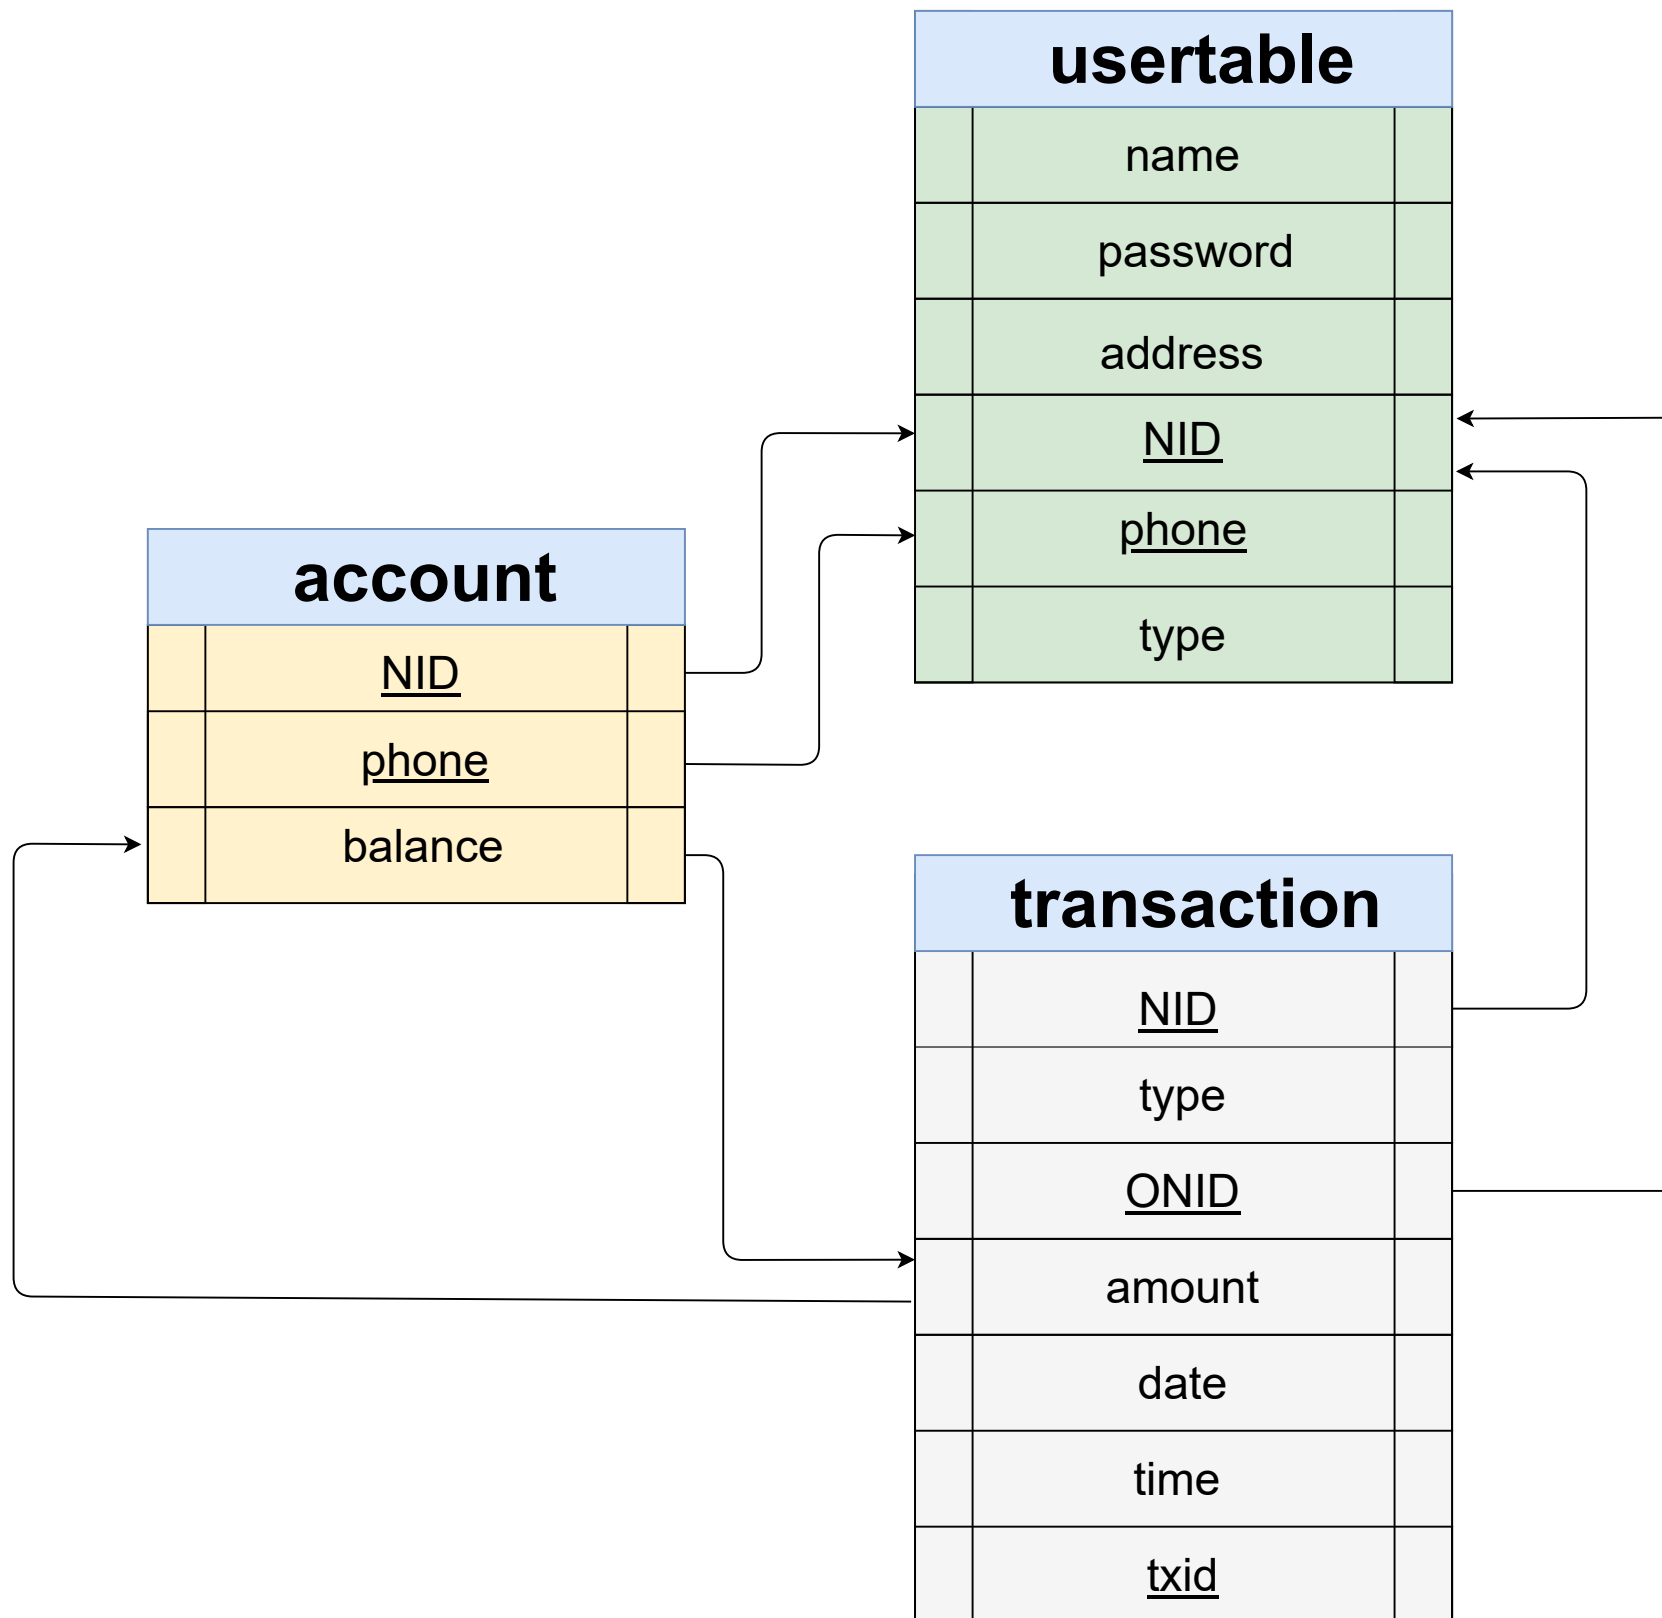 usertable
name
password
address
NID
phone
type
account
NID
phone
balance
transaction
NID
type
ONID
amount
date
time
txid